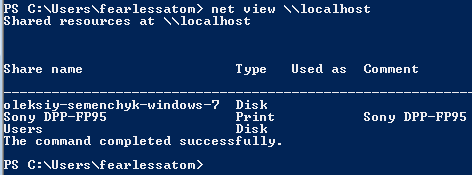 PS C:\Users\fearlessatom> net view \\localhost
Shared resources at \\localhost
Share name Type Used as Comment
-------------------------------------------------------------------------------
oleksiy-semenchyk-windows-7 Disk
Sony DPP-FP95 Print Sony DPP-FP95
Users Disk
The command completed successfully.
PS C:\Users\fearlessatom>